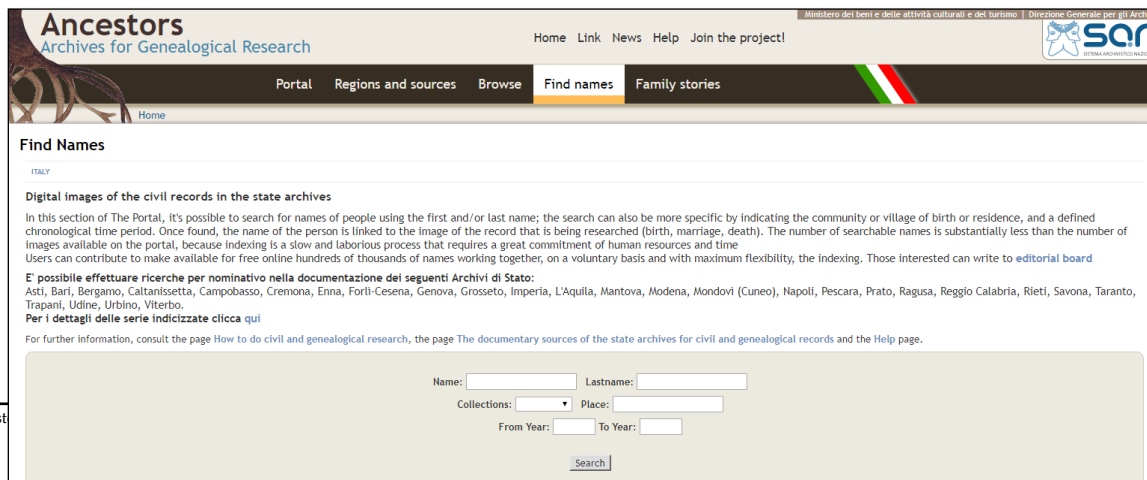 Ministero dei beni e delle attività culturali e del turismo | Direzione Generale per gli Arch
Ancestors
Archives for Genealogical Research
Home Link News Help Join the project!
san
SISTEMA ARCHIVISTICO NAZIO
Portal Regions and sources Browse Find names Family stories
Home
Find Names
ITALY
Digital images of the civil records in the state archives
In this section of The Portal, it's possible to search for names of people using the first and/or last name; the search can also be more specific by indicating the community or village of birth or residence, and a defined
chronological time period. Once found, the name of the person is linked to the image of the record that is being researched (birth, marriage, death). The number of searchable names is substantially less than the number of
images available on the portal, because indexing is a slow and laborious process that requires a great commitment of human resources and time
Users can contribute to make available for free online hundreds of thousands of names working together, on a voluntary basis and with maximum flexibility, the indexing. Those interested can write to editorial board
E' possibile effettuare ricerche per nominativo nella documentazione dei seguenti Archivi di Stato:
Asti, Bari, Bergamo, Caltanissetta, Campobasso, Cremona, Enna, Forlì-Cesena, Genova, Grosseto, Imperia, L'Aquila, Mantova, Modena, Mondovì (Cuneo), Napoli, Pescara, Prato, Ragusa, Reggio Calabria, Rieti, Savona, Taranto,
Trapani, Udine, Urbino, Viterbo.
Per i dettagli delle serie indicizzate clicca qui
For further information, consult the page How to do civil and genealogical research, the page The documentary sources of the state archives for civil and genealogical records and the Help page.
Name: Lastname:
Collections: Place:
From Year: To Year:
Search